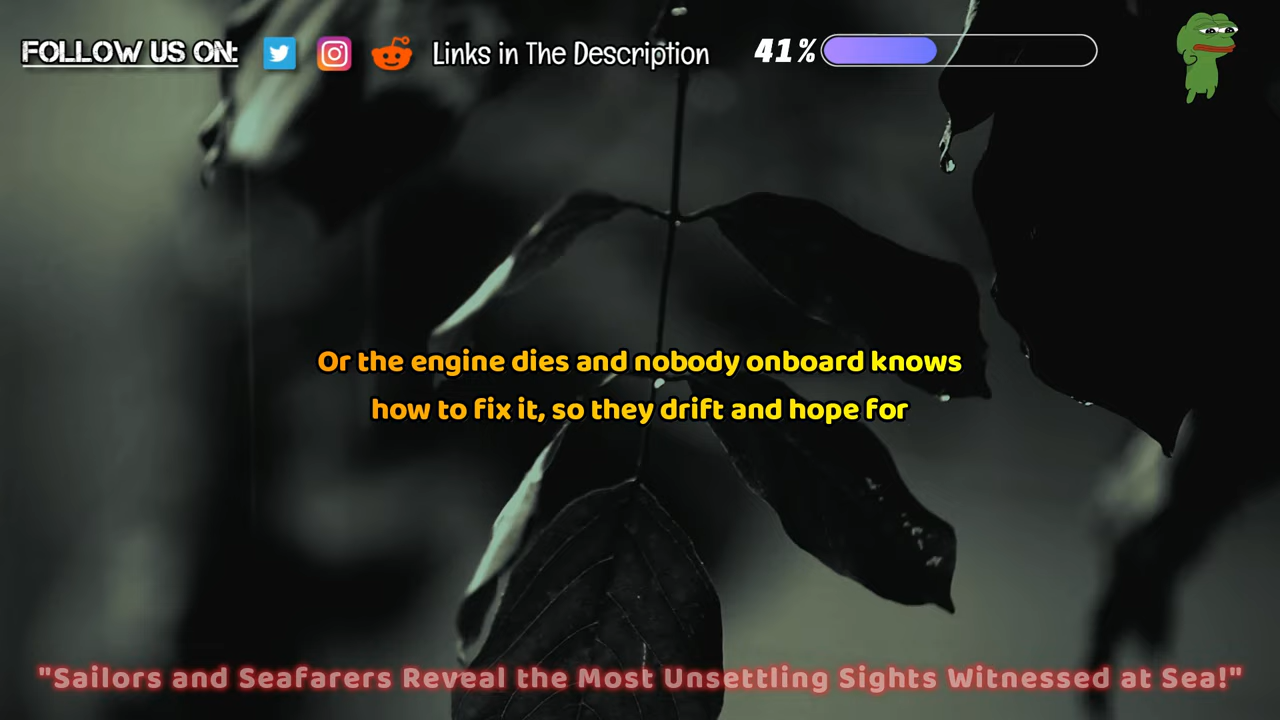 FOLLOW US ON: Links in The Description 41%
Or the engine dies and nobody onboard knows
how to fix it, so they drift and hope for
"Sailors and Seafarers Reveal the Most Unsettling Sights Witnessed at Sea!"